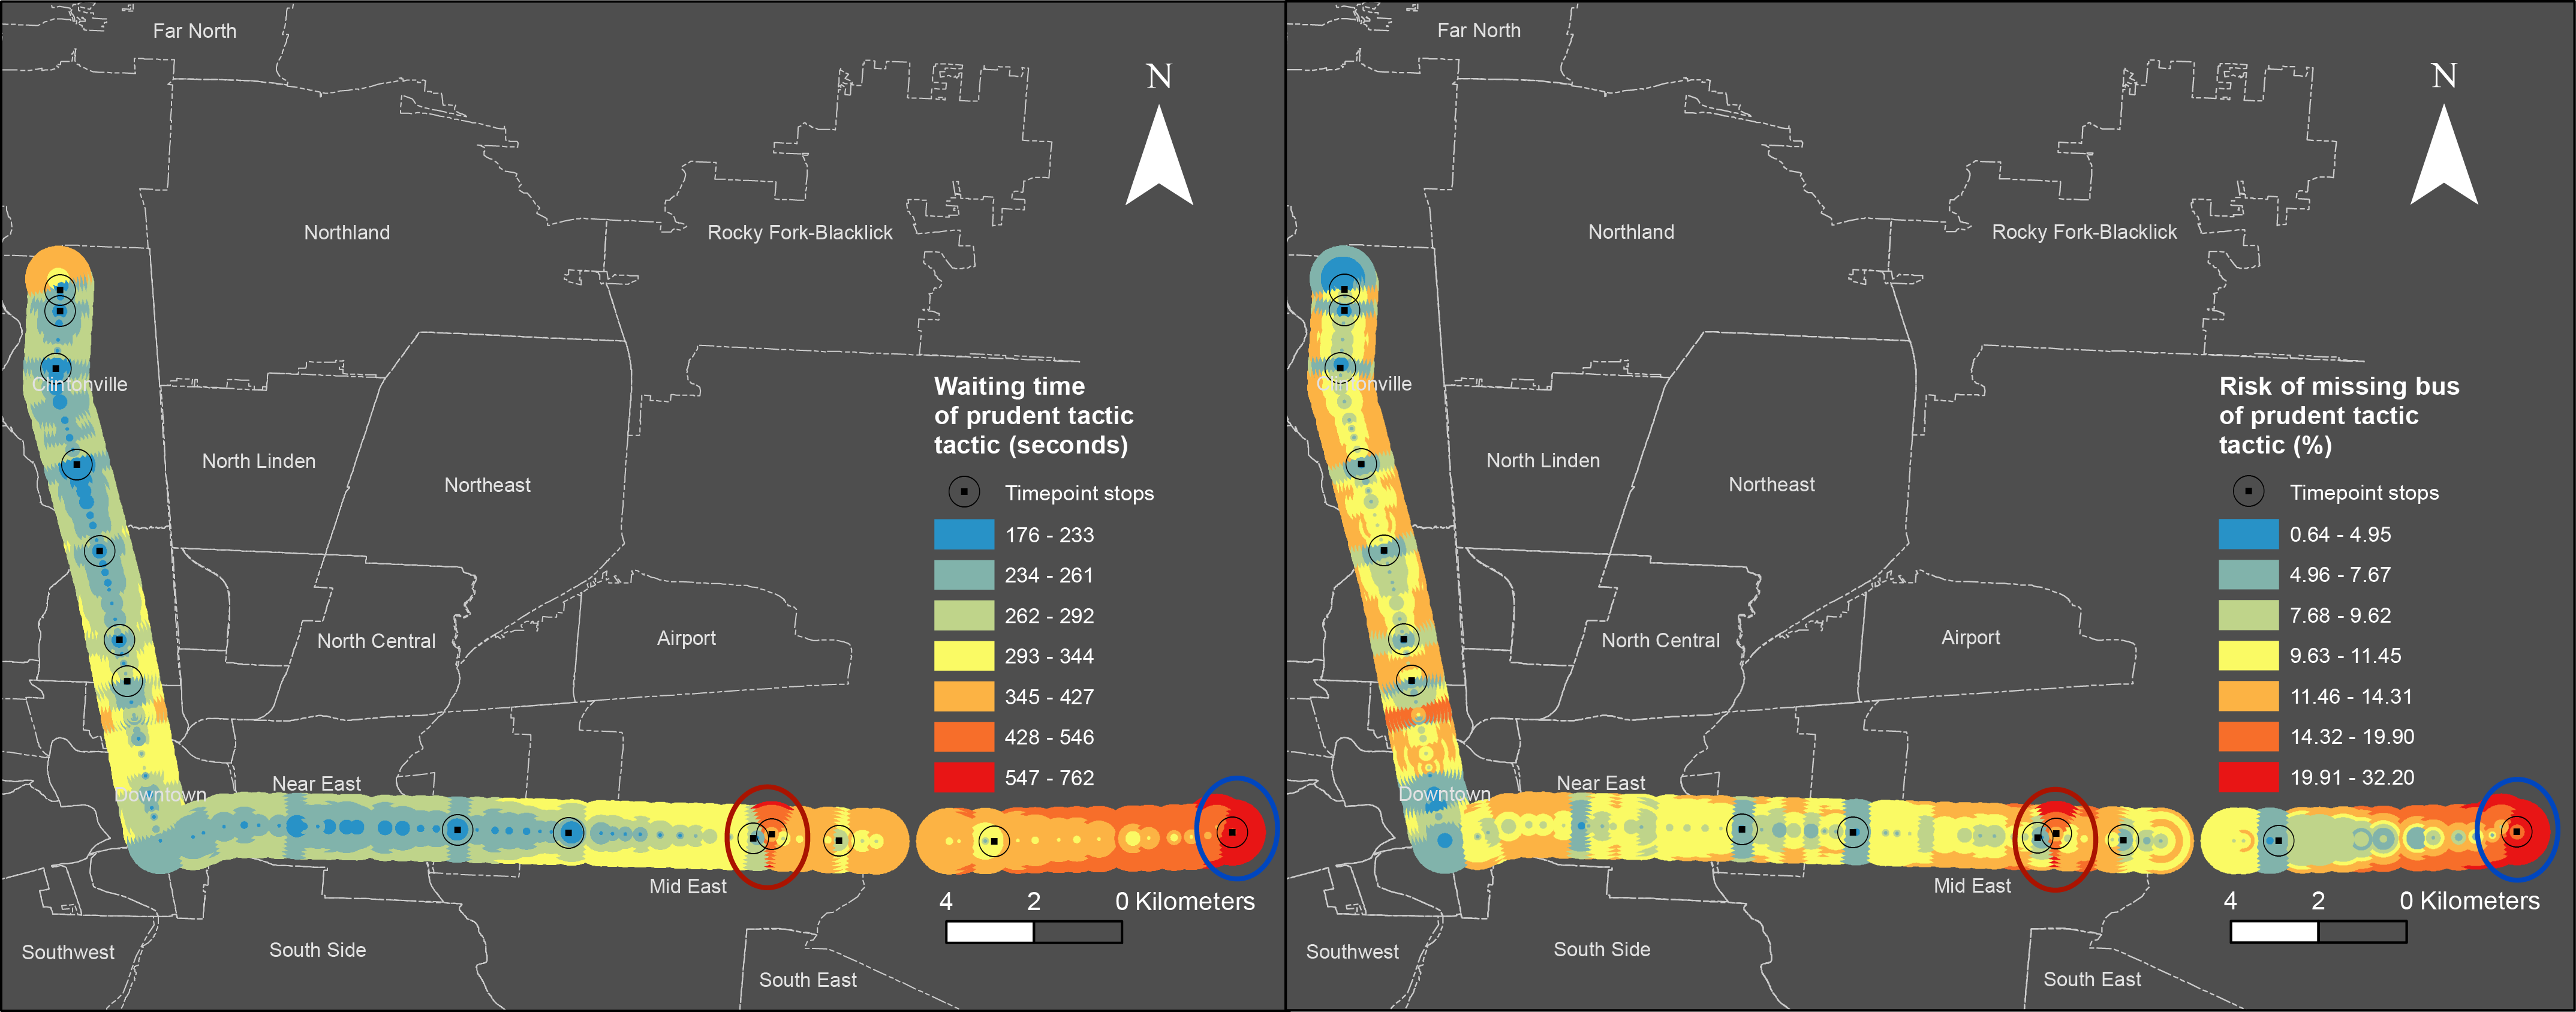 Far North
N
Northland
Rocky Fork-Blacklick
Clintonville
Waiting time
of prudent tactic
tactic (seconds)
North Linden
Northeast
Timepoint stops
176 - 233
234 - 261
262 - 292
293 - 344
345 - 427
428 - 546
547 - 762
North Central
Airport
Near East
Downtown
Mid East
4 2 0 Kilometers
Southwest
South Side
South East
Far North
N
Northland
Rocky Fork-Blacklick
Clintonville
Risk of missing bus
of prudent tactic
tactic (%)
North Linden
Northeast
Timepoint stops
0.64 - 4.95
4.96 - 7.67
7.68 - 9.62
9.63 - 11.45
11.46 - 14.31
14.32 - 19.90
19.91 - 32.20
North Central
Airport
Near East
Downtown
Mid East
4 2 0 Kilometers
Southwest
South Side
South East